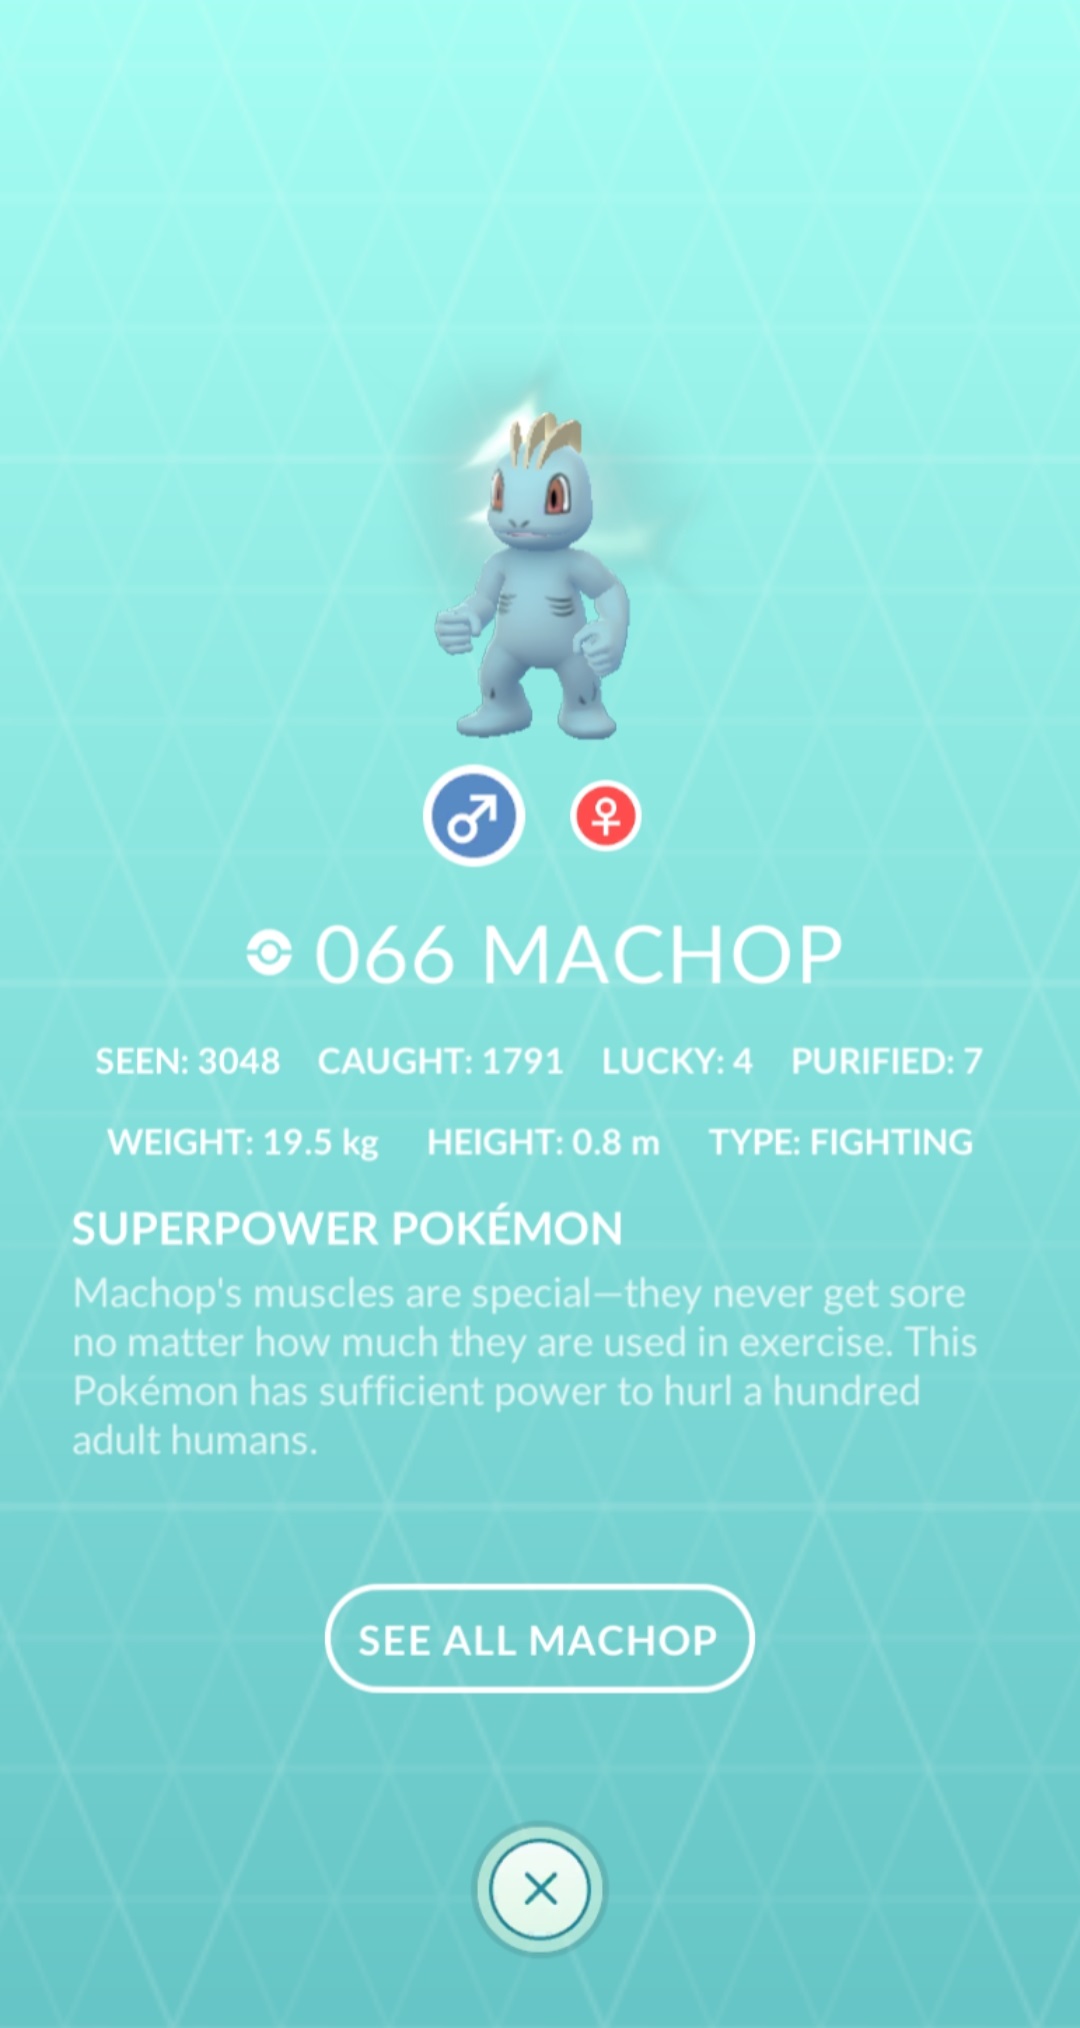 066 MACHOP
SEEN: 3048 CAUGHT: 1791 LUCKY: 4 PURIFIED: 7
WEIGHT: 19.5 kg HEIGHT: 0.8 m TYPE: FIGHTING
SUPERPOWER POKÉMON
Machop's muscles are special—they never get sore
no matter how much they are used in exercise. This
Pokémon has sufficient power to hurl a hundred
adult humans.
SEE ALL MACHOP